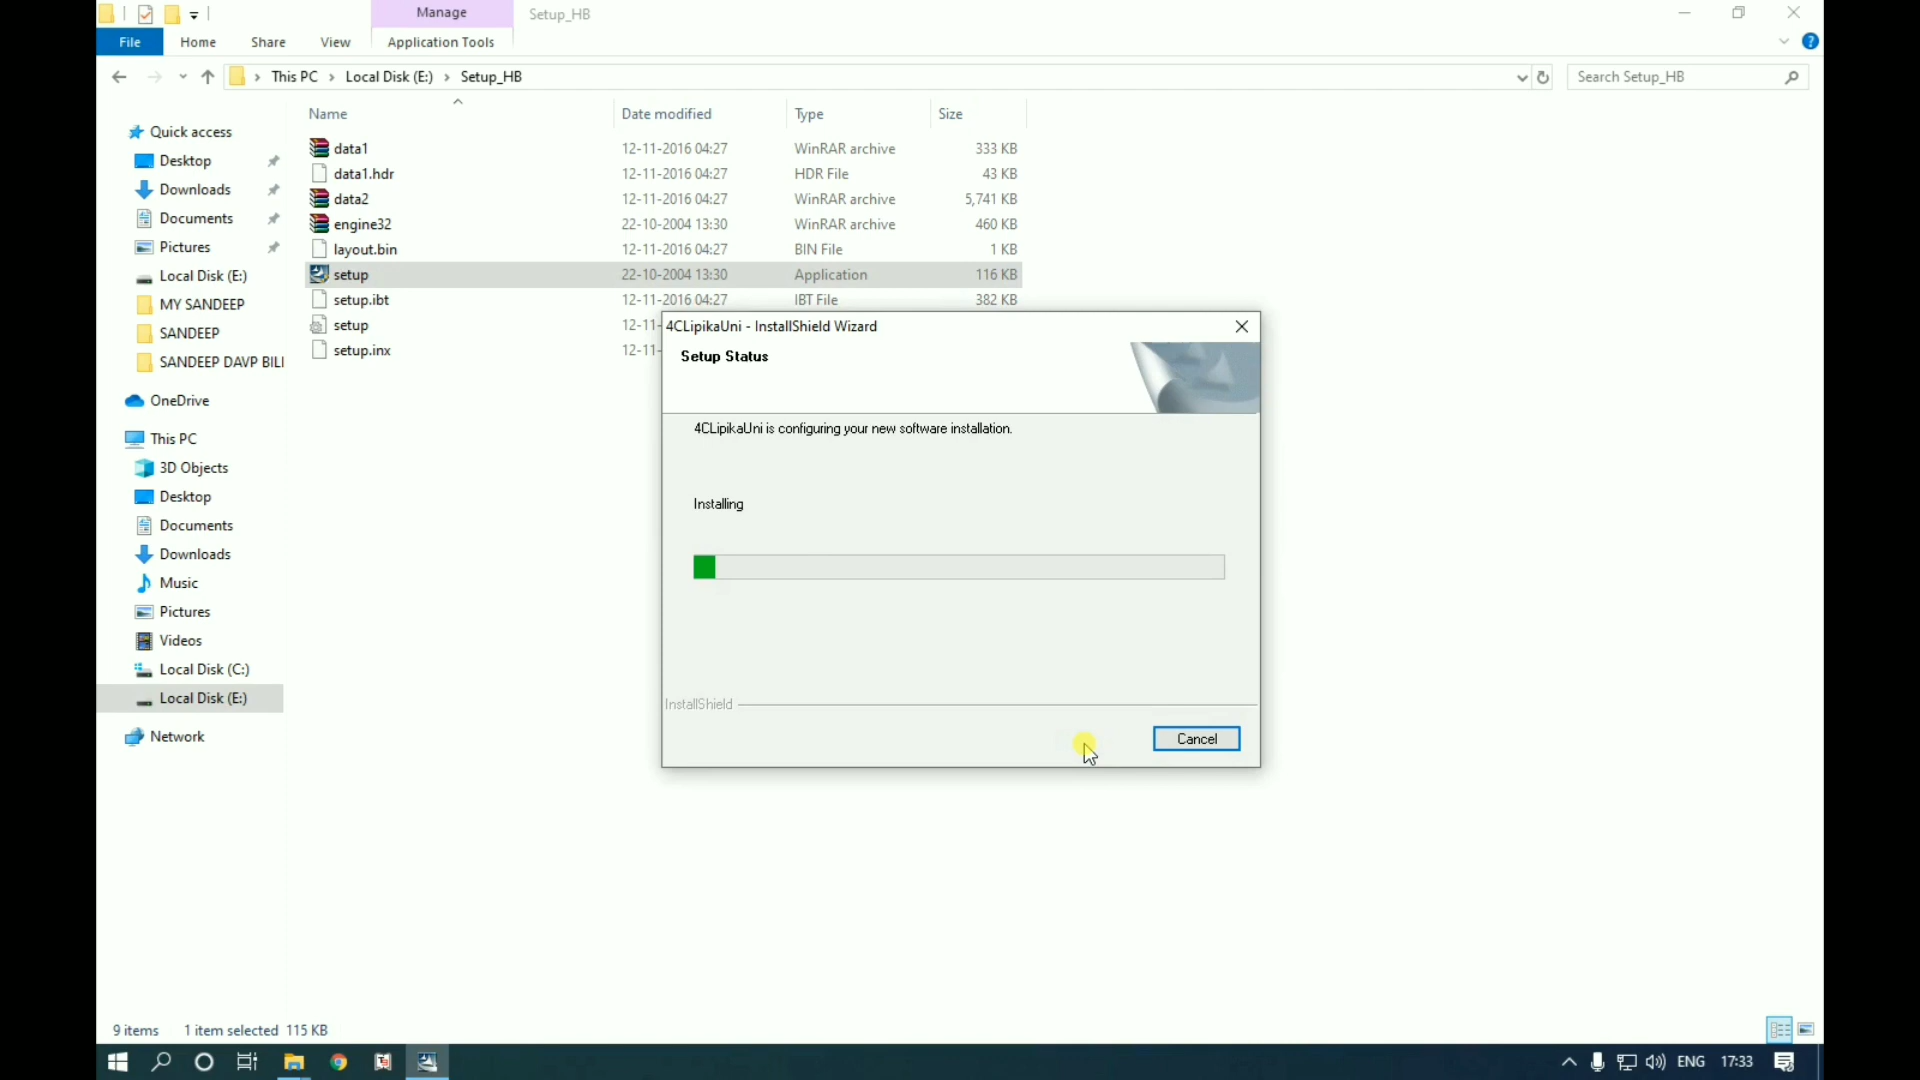 Manage
Setup_HB
File
Home
Share
View
Application Tools
This PC
Local Disk (E:)
Setup_HB
Search Setup_HB
Name
Date modified
Type
Size
data1
12-11-2016 04:27
WinRAR archive
333 KB
data1.hdr
12-11-2016 04:27
HDR File
43 KB
data2
12-11-2016 04:27
WinRAR archive
5,741 KB
engine32
22-10-2004 13:30
WinRAR archive
460 KB
layout.bin
12-11-2016 04:27
BIN File
1 KB
setup
22-10-2004 13:30
Application
116 KB
setup.ibt
12-11-2016 04:27
IBT File
382 KB
setup
12-11-
setup.inx
12-11-
Quick access
Desktop
Downloads
Documents
Pictures
Local Disk (E:)
MY SANDEEP
SANDEEP
SANDEEP DAVP BILI
OneDrive
This PC
3D Objects
Desktop
Documents
Downloads
Music
Pictures
Videos
Local Disk (C:)
Local Disk (E:)
Network
4CLipikaUni - InstallShield Wizard
Setup Status
4CLipikaUni is configuring your new software installation.
Installing
InstallShield
Cancel
9 items
1 item selected 115 KB
ENG
17:33